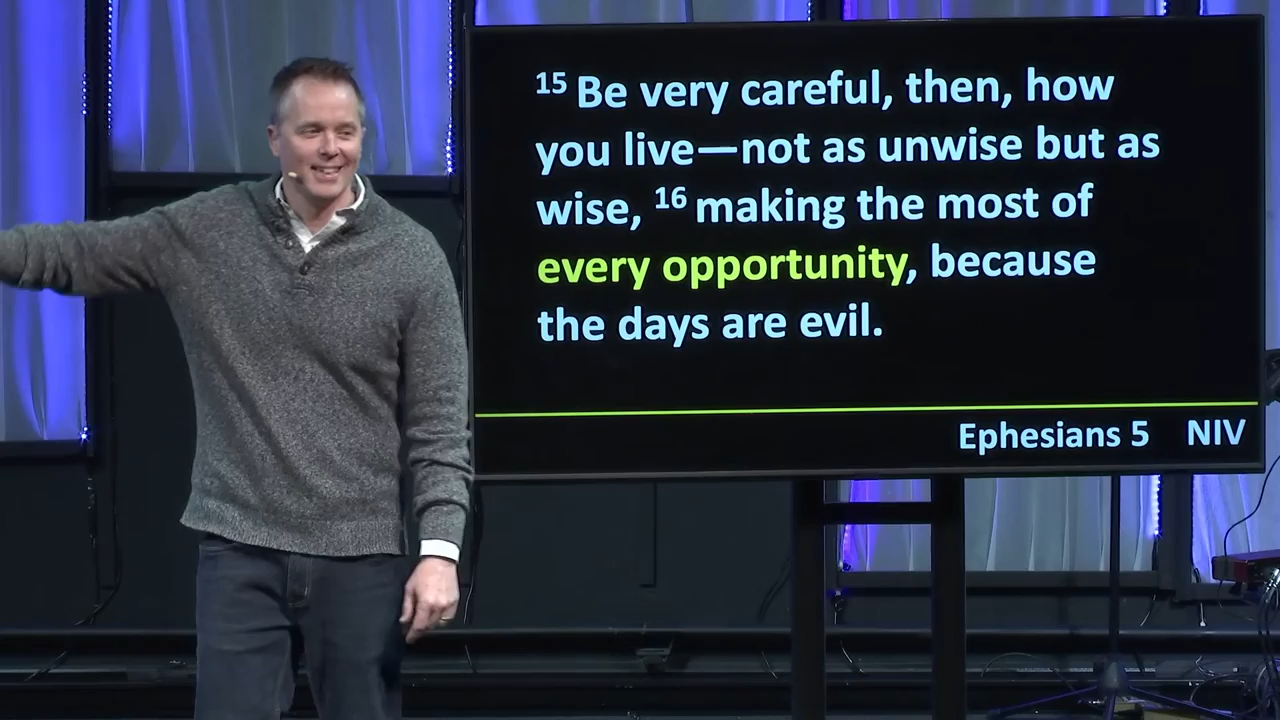 15 Be very careful, then, how
you live—not as unwise but as
wise, 16 making the most of
every opportunity, because
the days are evil.
Ephesians 5 NIV